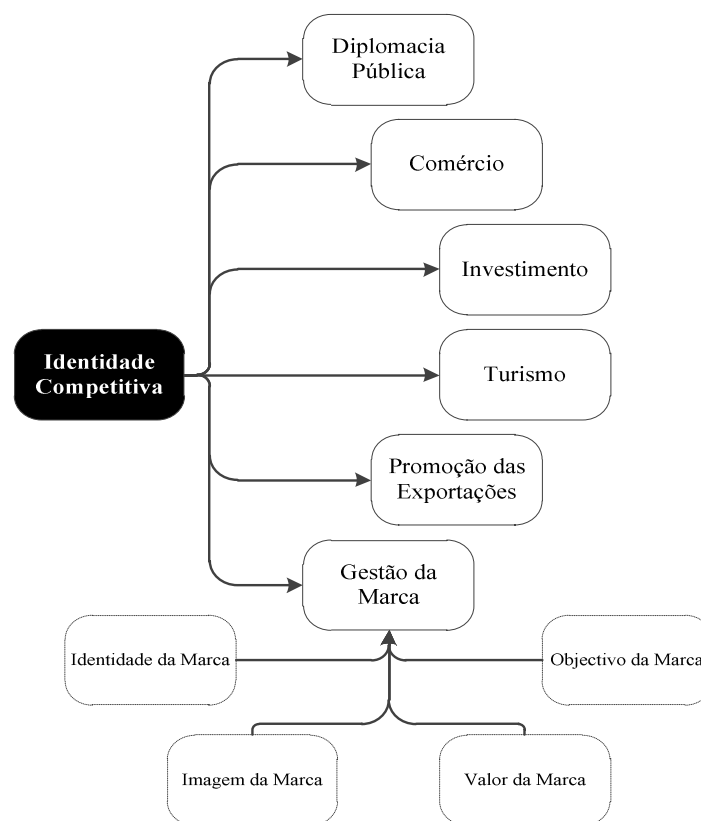 Diplomacia
Pública
Comércio
Investimento
Identidade
Competitiva
Turismo
Promoção das
Exportações
Gestão da
Marca
Identidade da Marca
Objectivo da Marca
Imagem da Marca
Valor da Marca